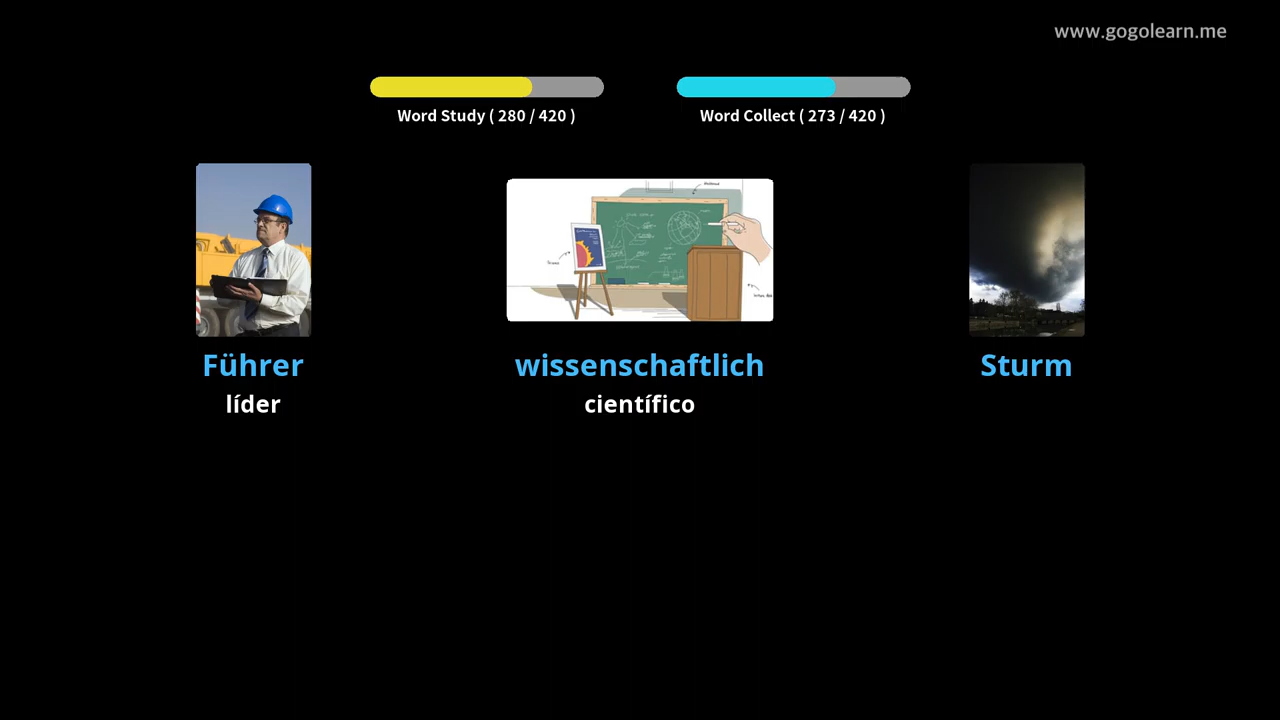 www.gogolearn.me
Word Study ( 280 / 420 )
Word Collect ( 273 / 420 )
Führer
wissenschaftlich
Sturm
líder
científico